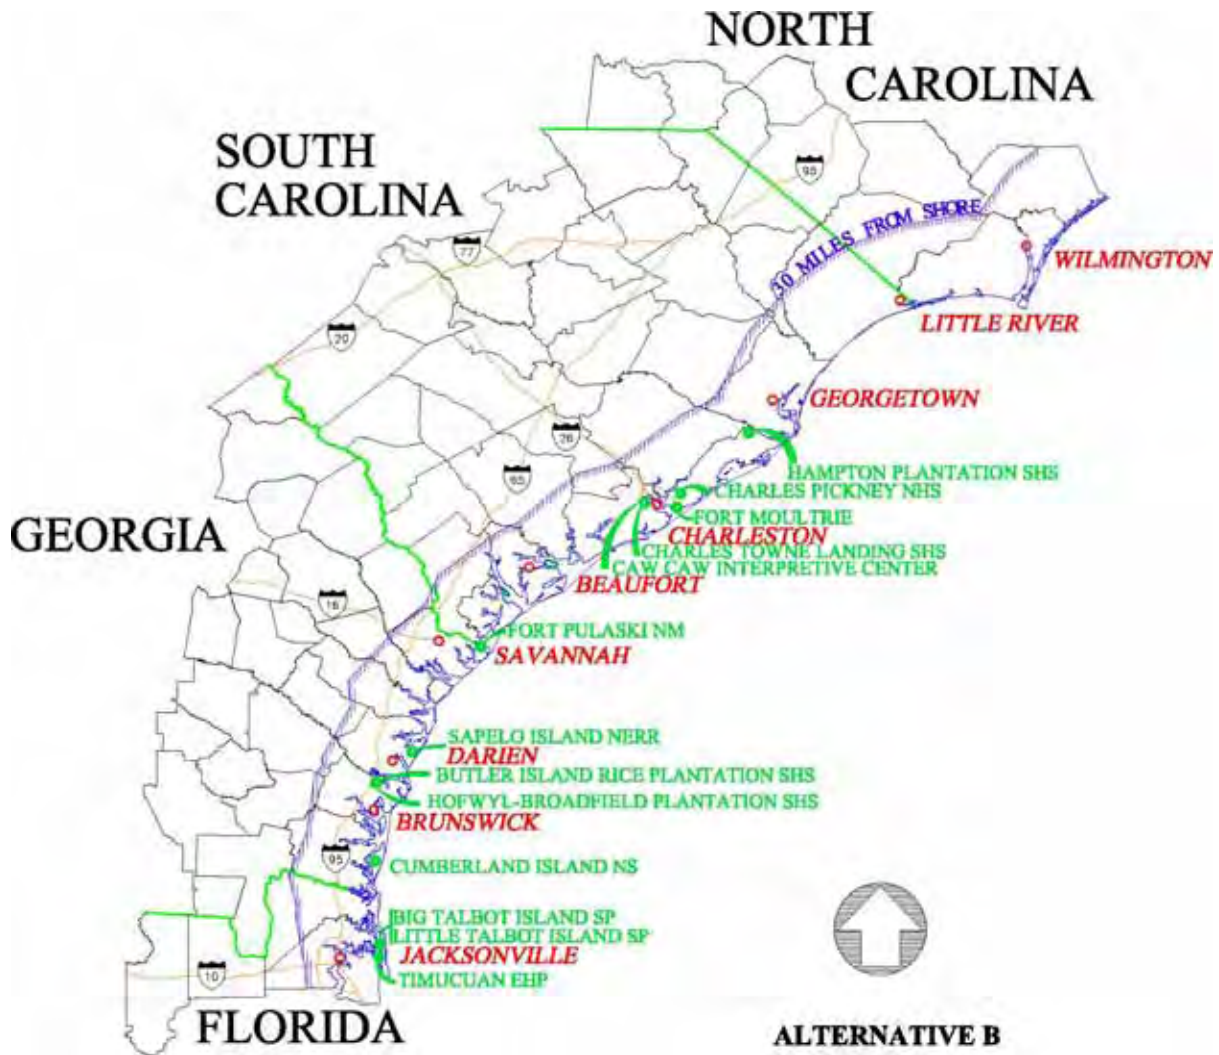 NORTH
CAROLINA
SOUTH
CAROLINA
95
30 MILES FROM SHORE
77
WILMINGTON
LITTLE RIVER
20
GEORGETOWN
26
HAMPTON PLANTATION SHS
95
CHARLES PICKNEY NHS
FORT MOULTRIE
GEORGIA
CHARLESTON
CHARLES TOWNE LANDING SHS
CAW CAW INTERPRETIVE CENTER
BEAUFORT
16
FORT PULASKI NM
SAVANNAH
SAPELO ISLAND NERR
DARIEN
BUTLER ISLAND RICE PLANTATION SHS
HOFWYL-BROADFIELD PLANTATION SHS
BRUNSWICK
95
CUMBERLAND ISLAND NS
BIG TALBOT ISLAND SP
LITTLE TALBOT ISLAND SP
JACKSONVILLE
10
TIMUCUAN EHP
FLORIDA
ALTERNATIVE B